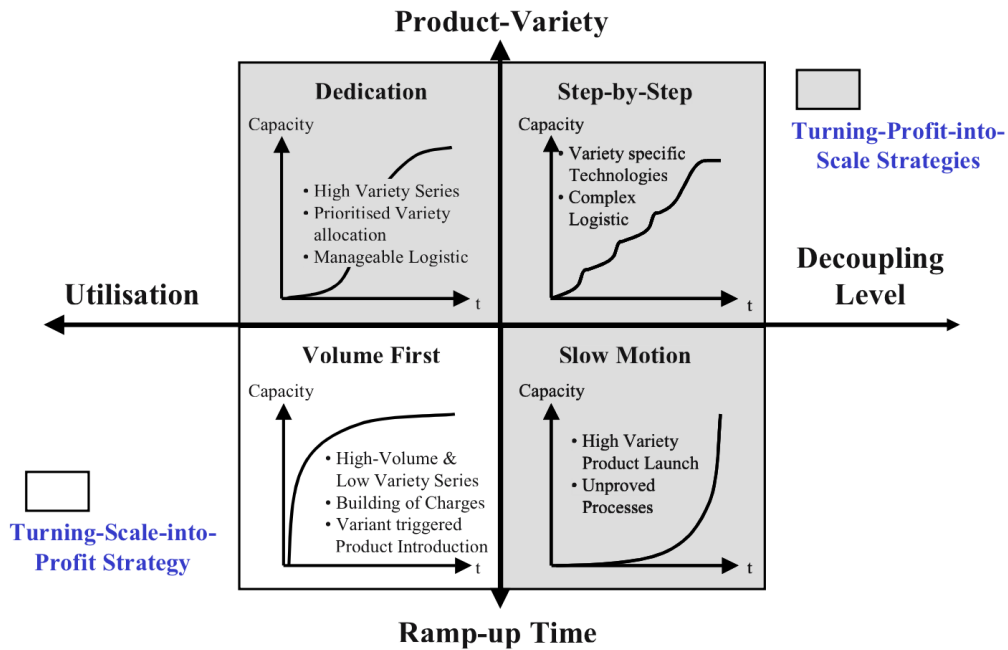 Product-Variety
Dedication
Capacity
• High Variety Series
• Prioritised Variety
allocation
• Manageable Logistic
t
Step-by-Step
Capacity
• Variety specific
Technologies
• Complex
Logistic
t
Turning-Profit-into-
Scale Strategies
Utilisation
Decoupling
Level
Volume First
Capacity
• High-Volume &
Low Variety Series
• Building of Charges
• Variant triggered
Product Introduction
t
Slow Motion
Capacity
• High Variety
Product Launch
• Unproved
Processes
t
Turning-Scale-into-
Profit Strategy
Ramp-up Time